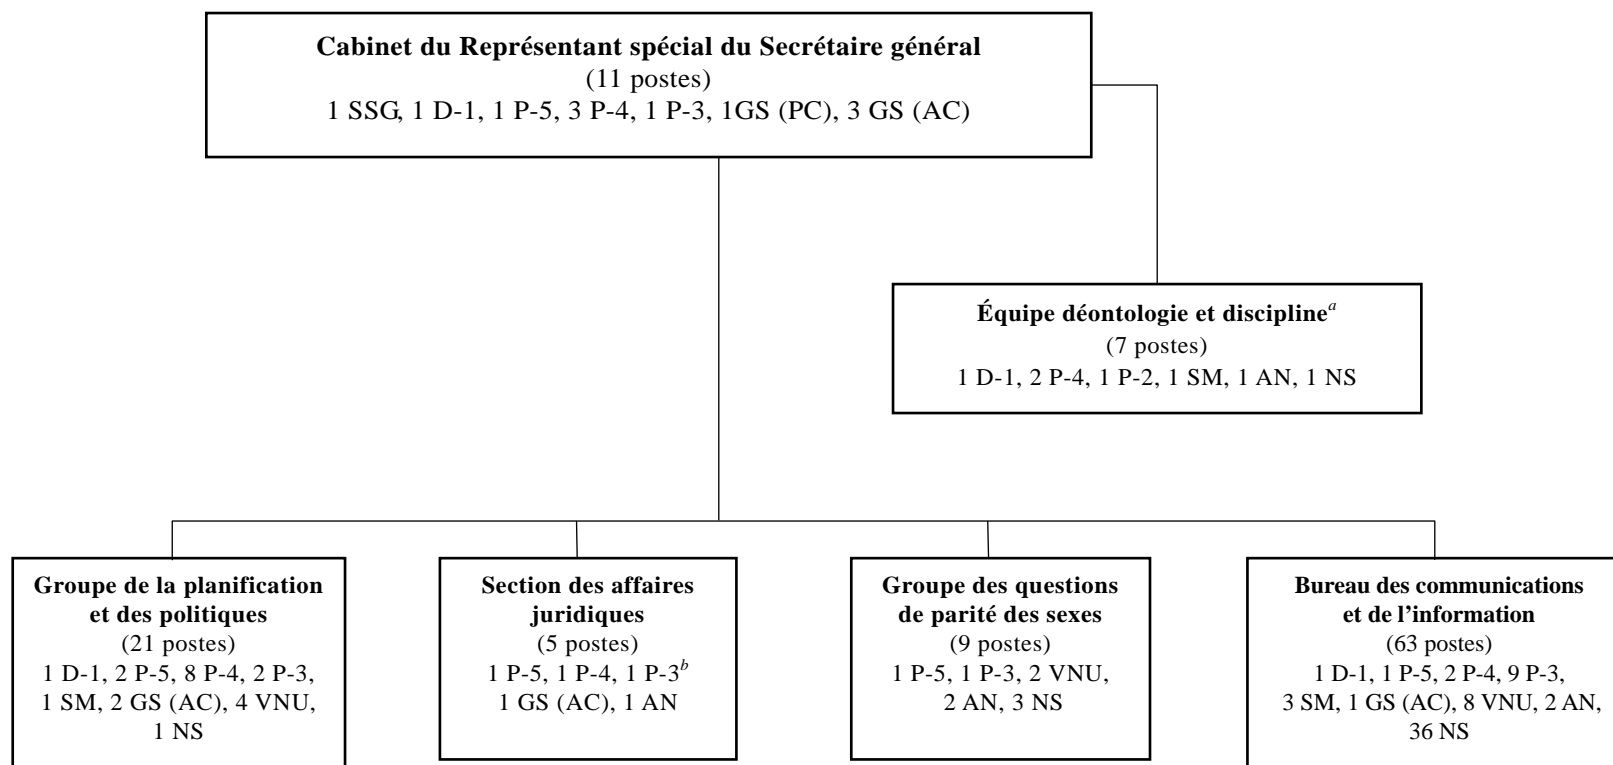 Cabinet du Représentant spécial du Secrétaire général
(11 postes)
1 SSG, 1 D-1, 1 P-5, 3 P-4, 1 P-3, 1GS (PC), 3 GS (AC)
Équipe déontologie et discipline^a
(7 postes)
1 D-1, 2 P-4, 1 P-2, 1 SM, 1 AN, 1 NS
Groupe de la planification
et des politiques
(21 postes)
1 D-1, 2 P-5, 8 P-4, 2 P-3,
1 SM, 2 GS (AC), 4 VNU,
1 NS
Section des affaires
juridiques
(5 postes)
1 P-5, 1 P-4, 1 P-3^b
1 GS (AC), 1 AN
Groupe des questions
de parité des sexes
(9 postes)
1 P-5, 1 P-3, 2 VNU,
2 AN, 3 NS
Bureau des communications
et de l'information
(63 postes)
1 D-1, 1 P-5, 2 P-4, 9 P-3,
3 SM, 1 GS (AC), 8 VNU, 2 AN,
36 NS